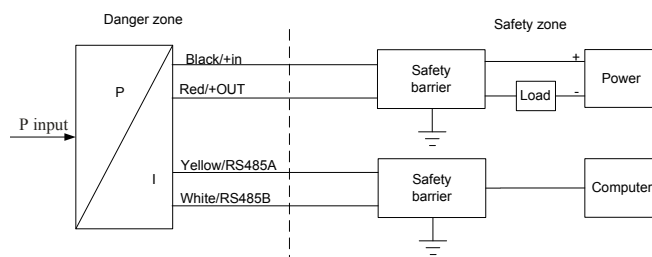 Danger zone
Safety zone
Black/+in
+
P
Safety
barrier
Power
Red/+OUT
Load
-
P input
Yellow/RS485A
I
Safety
barrier
Computer
White/RS485B